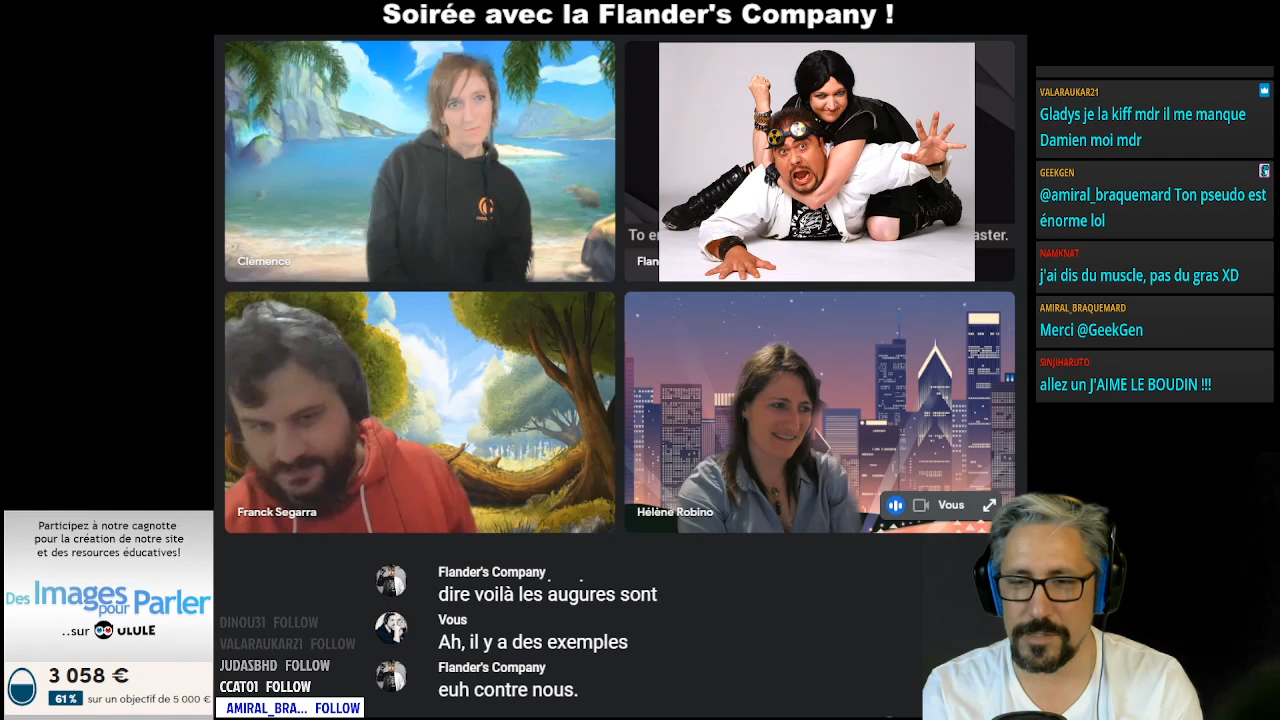 Soirée avec la Flander's Company !
Clémence
To en
aster.
Flan
Franck Segarra
Hélène Robino
Vous
VALARAUKAR21
Gladys je la kiff mdr il me manque
Damien moi mdr
GEEKGEN
@amiral_braquemard Ton pseudo est
énorme lol
NAMKNAT
j'ai dis du muscle, pas du gras XD
AMIRAL_BRAQUEMARD
Merci @GeekGen
SINJIHARUTO
allez un J'AIME LE BOUDIN !!!
Participez à notre cagnotte
pour la création de notre site
et des resources éducatives!
Des Images pour Parler
..sur ULULE
3 058 €
61 % sur un objectif de 5 000 €
DINOU31 FOLLOW
VALARAUKAR21 FOLLOW
JUDASBHD FOLLOW
CCATO1 FOLLOW
AMIRAL_BRA... FOLLOW
Flander's Company
dire voilà les augures sont
Vous
Ah, il y a des exemples
Flander's Company
euh contre nous.